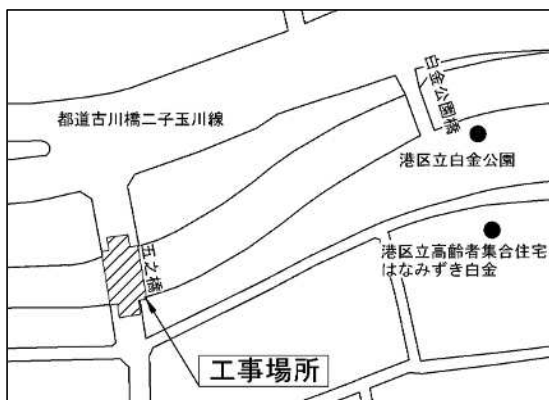 白金公園橋
都道古川橋二子玉川線
港区立白金公園
五之橋
港区立高齢者集合住宅
はなみずき白金
工事場所